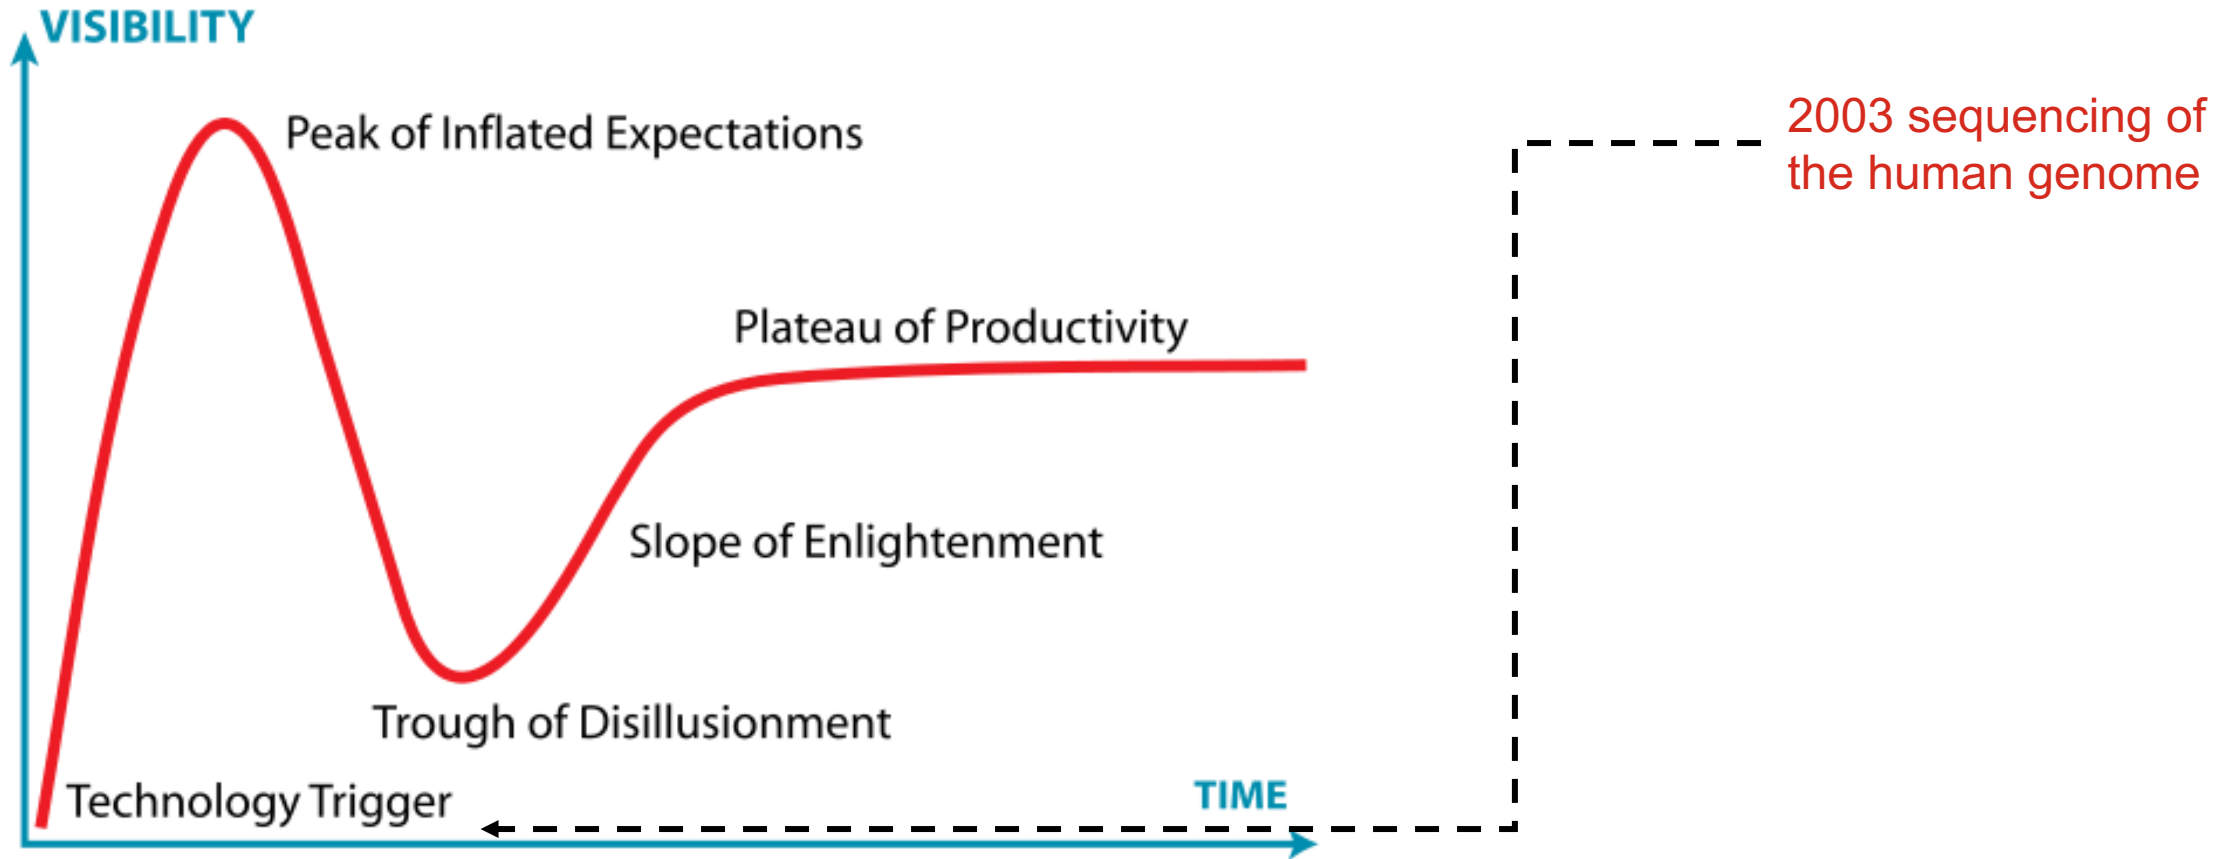 VISIBILITY
Peak of Inflated Expectations
2003 sequencing of
the human genome
Plateau of Productivity
Slope of Enlightenment
Trough of Disillusionment
Technology Trigger
TIME